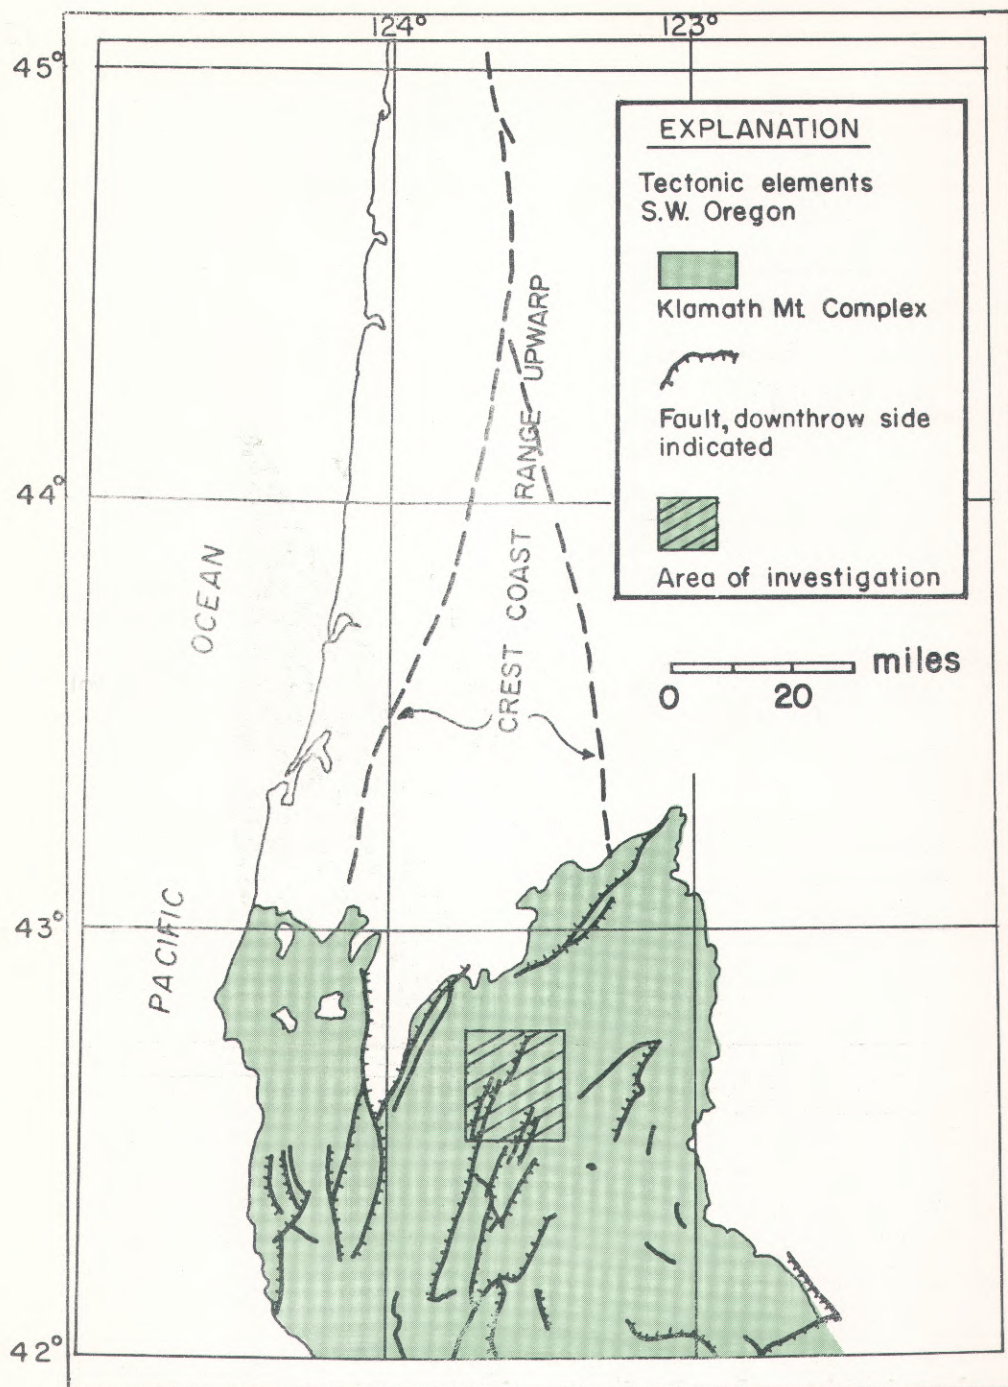 124° 123°
45°
EXPLANATION
Tectonic elements
S.W. Oregon
Klamath Mt. Complex
Fault, downthrow side
indicated
Area of investigation
miles
0 20
44°
CREST COAST RANGE UPWARP
OCEAN
PACIFIC
43°
42°